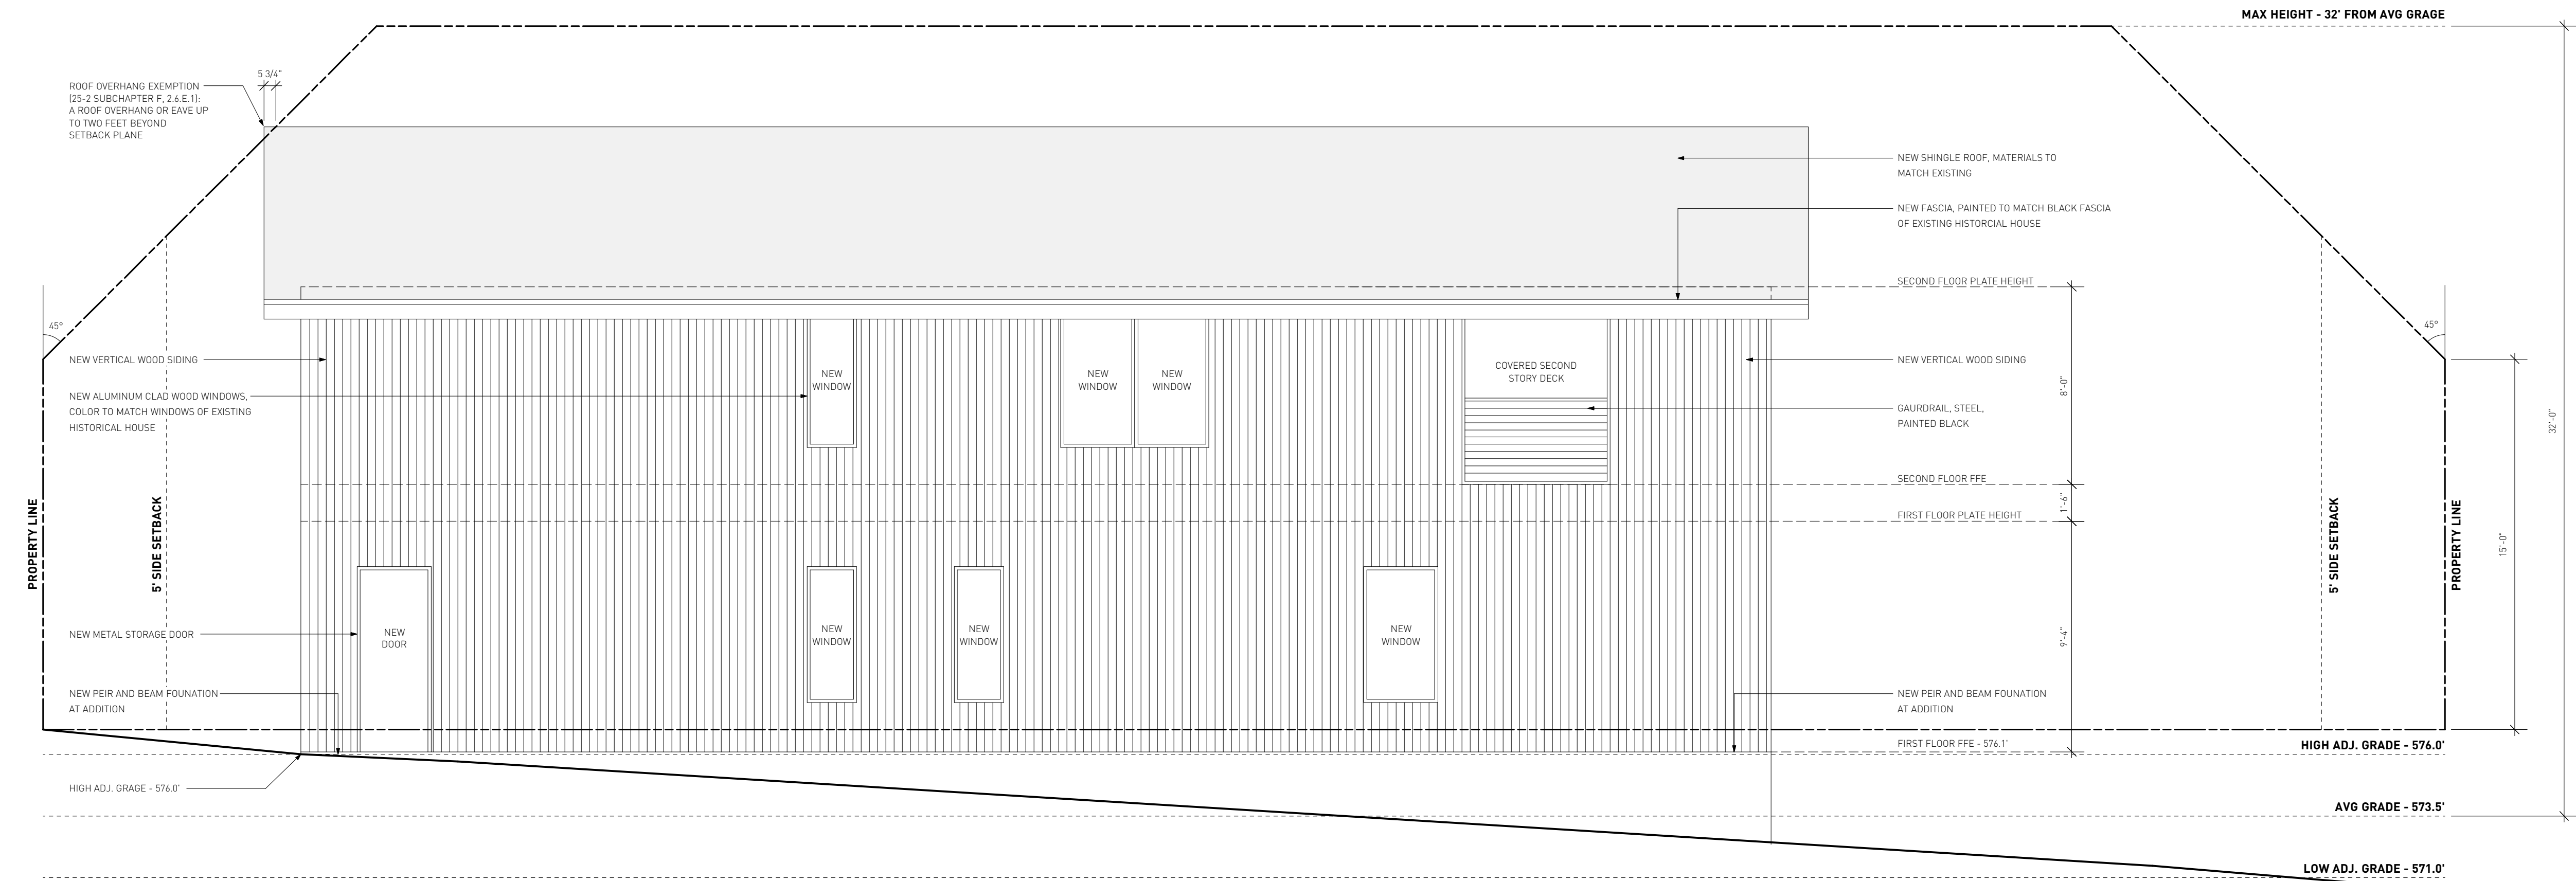 MAX HEIGHT - 32' FROM AVG GRAGE
5 3/4"
ROOF OVERHANG EXEMPTION
(25-2 SUBCHAPTER F, 2.6.E.1):
A ROOF OVERHANG OR EAVE UP
TO TWO FEET BEYOND
SETBACK PLANE
NEW SHINGLE ROOF, MATERIALS TO
MATCH EXISTING
NEW FASCIA, PAINTED TO MATCH BLACK FASCIA
OF EXISTING HISTORCIAL HOUSE
SECOND FLOOR PLATE HEIGHT
45°
45°
NEW VERTICAL WOOD SIDING
NEW ALUMINUM CLAD WOOD WINDOWS,
COLOR TO MATCH WINDOWS OF EXISTING
HISTORICAL HOUSE
NEW
WINDOW
NEW
WINDOW
NEW
WINDOW
COVERED SECOND
STORY DECK
NEW VERTICAL WOOD SIDING
GAURDRAIL, STEEL,
PAINTED BLACK
8'-0"
32'-0"
SECOND FLOOR FFE
1'-6"
FIRST FLOOR PLATE HEIGHT
PROPERTY LINE
5' SIDE SETBACK
5' SIDE SETBACK
PROPERTY LINE
15'-0"
9'-4"
NEW METAL STORAGE DOOR
NEW
DOOR
NEW
WINDOW
NEW
WINDOW
NEW
WINDOW
NEW PEIR AND BEAM FOUNATION
AT ADDITION
NEW PEIR AND BEAM FOUNATION
AT ADDITION
FIRST FLOOR FFE - 576.1'
HIGH ADJ. GRADE - 576.0'
HIGH ADJ. GRAGE - 576.0'
AVG GRADE - 573.5'
LOW ADJ. GRADE - 571.0'